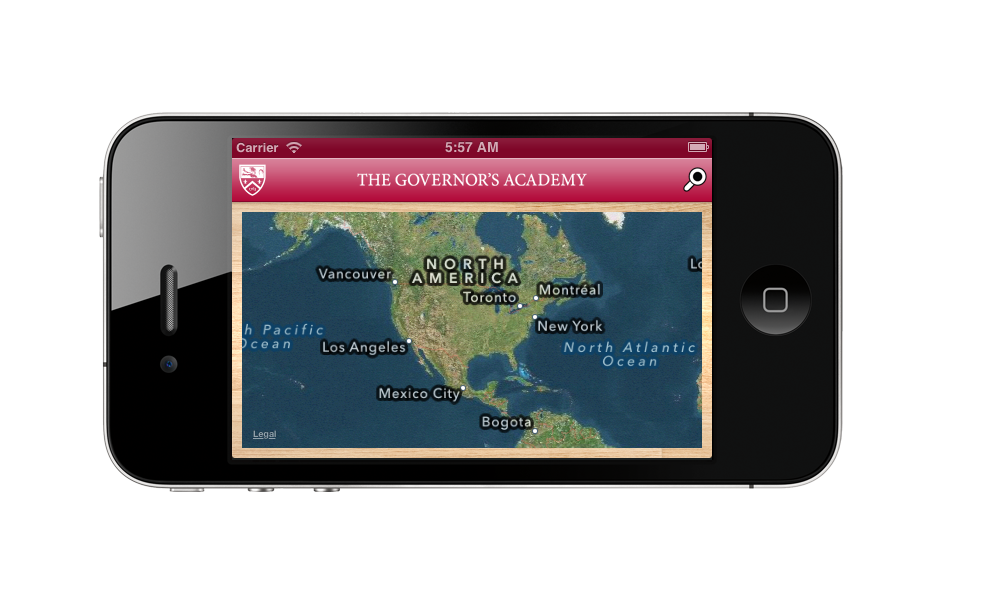 Carrier 5:57 AM
THE GOVERNOR'S ACADEMY
NORTH
AMERICA
Vancouver
Toronto
Montréal
New York
h Pacific
Ocean
Los Angeles
North Atlantic
Ocean
Mexico City
Bogota
Legal